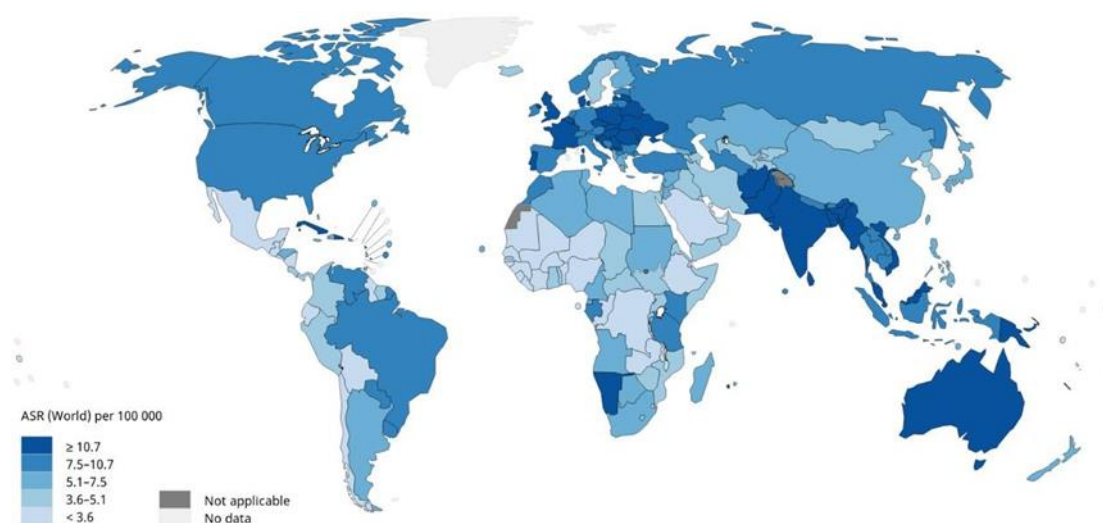 ASR (World) per 100 000
≥ 10.7
7.5–10.7
5.1–7.5
3.6–5.1
< 3.6
Not applicable
No data